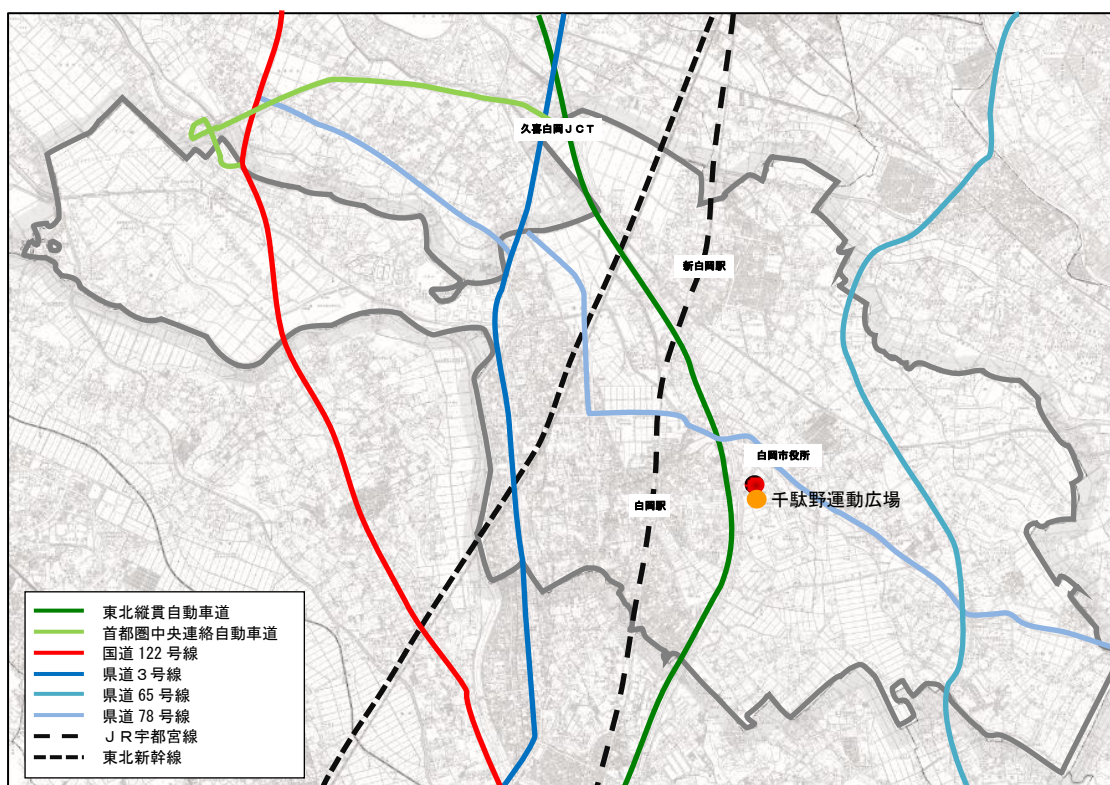 久喜白岡ＪＣＴ
新白岡駅
白岡市役所
白岡駅
千駄野運動広場
東北縦貫自動車道
首都圏中央連絡自動車道
国道 122 号線
県道３号線
県道 65 号線
県道 78 号線
ＪＲ宇都宮線
東北新幹線